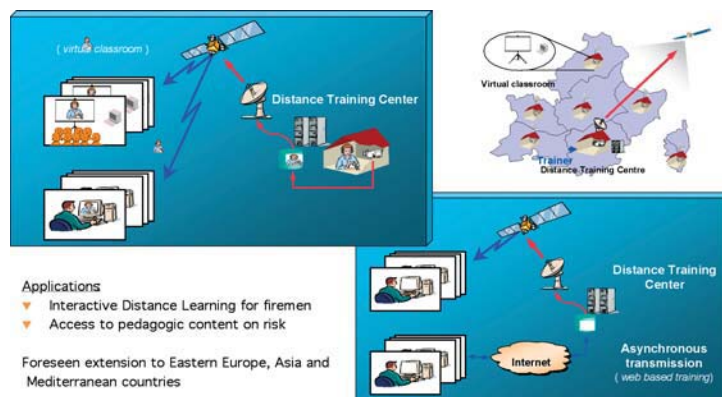 ( virtual classroom )
Distance Training Center
Virtual classroom
Trainer
Distance Training Centre
Applications
Interactive Distance Learning for firemen
Access to pedagogic content on risk
Foreseen extension to Eastern Europe, Asia and
Mediterranean countries
Distance Training
Center
Internet
Asynchronous
transmission
( web based training)